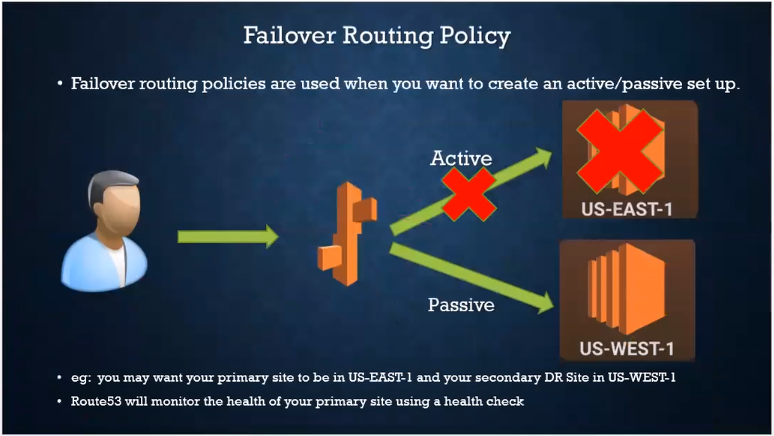 Failover Routing Policy
• Failover routing policies are used when you want to create an active/passive set up.
Active
US-EAST-1
Passive
US-WEST-1
• eg: you may want your primary site to be in US-EAST-1 and your secondary DR Site in US-WEST-1
• Route53 will monitor the health of your primary site using a health check